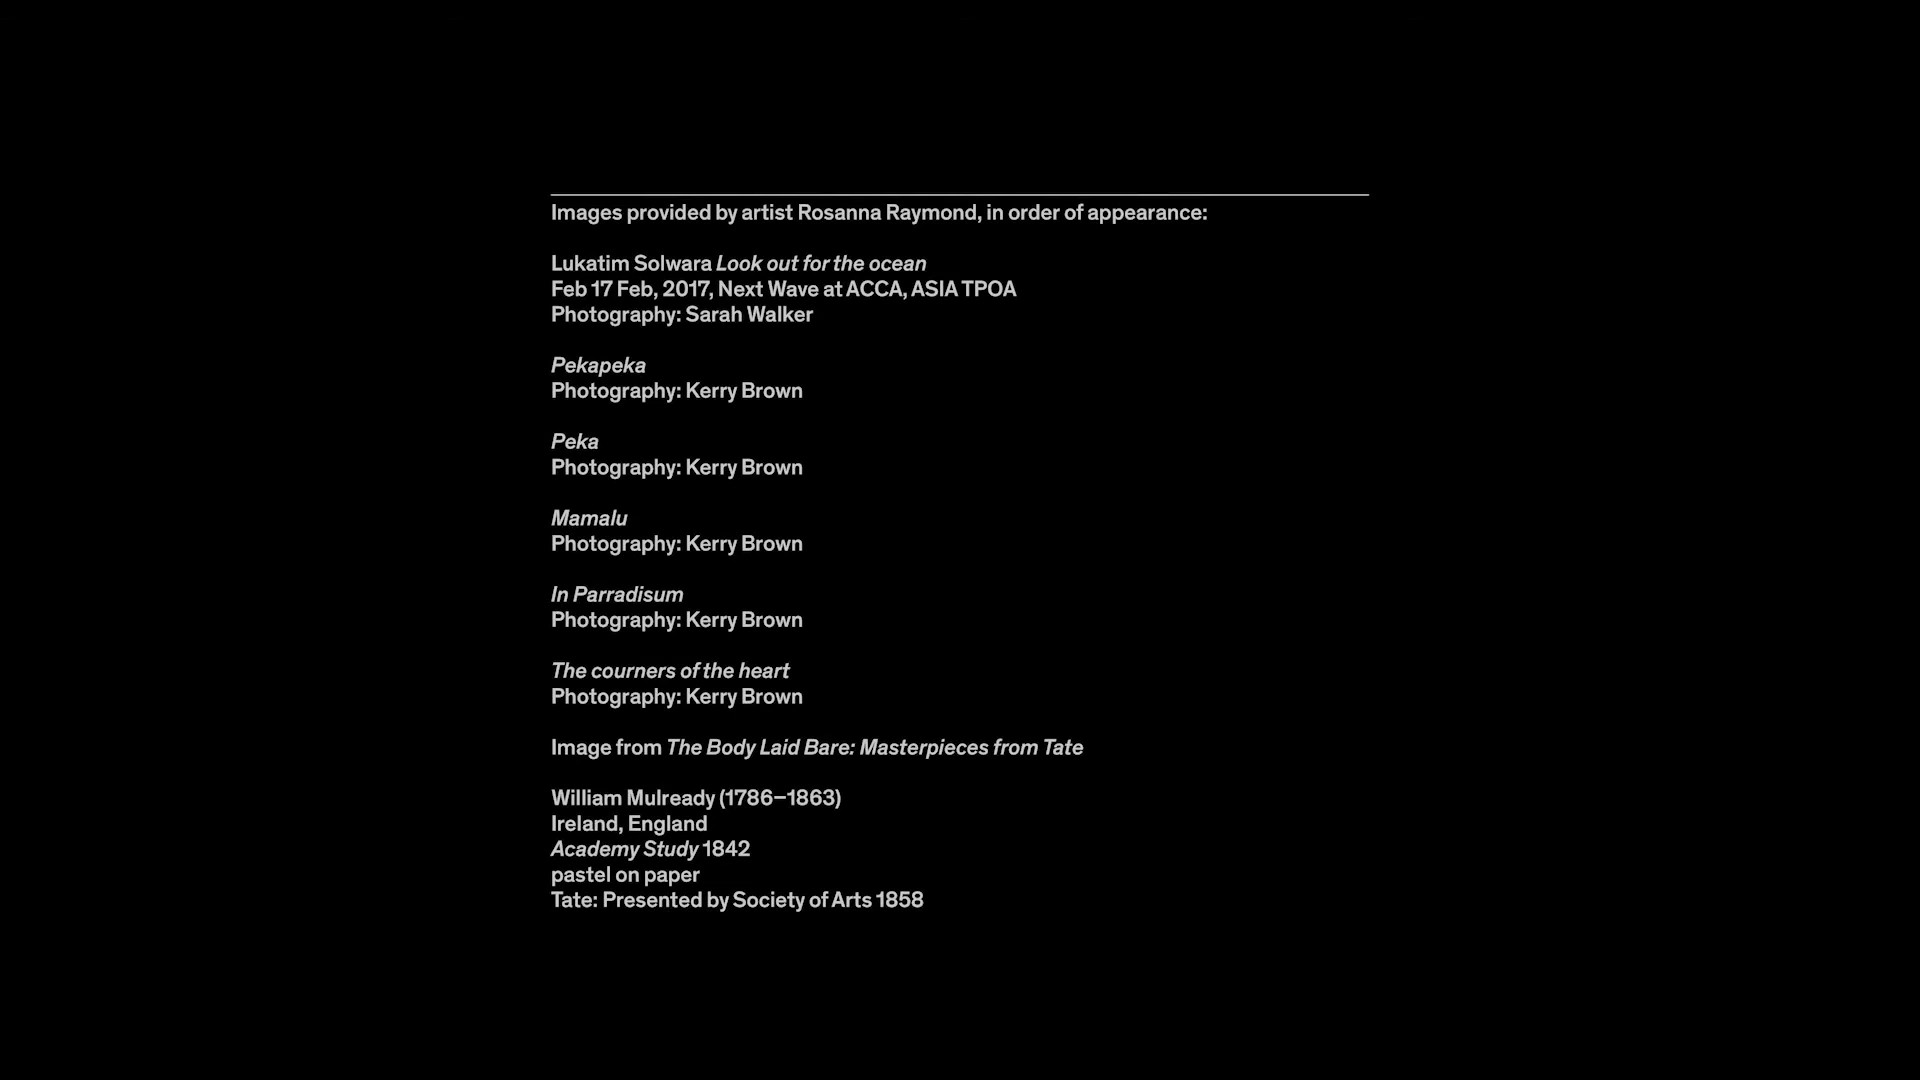 Images provided by artist Rosanna Raymond, in order of appearance:
Lukatim Solwara Look out for the ocean
Feb 17 Feb, 2017, Next Wave at ACCA, ASIA TPOA
Photography: Sarah Walker
Pekapeka
Photography: Kerry Brown
Peka
Photography: Kerry Brown
Mamalu
Photography: Kerry Brown
In Parradisum
Photography: Kerry Brown
The courners of the heart
Photography: Kerry Brown
Image from The Body Laid Bare: Masterpieces from Tate
William Mulready (1786–1863)
Ireland, England
Academy Study 1842
pastel on paper
Tate: Presented by Society of Arts 1858